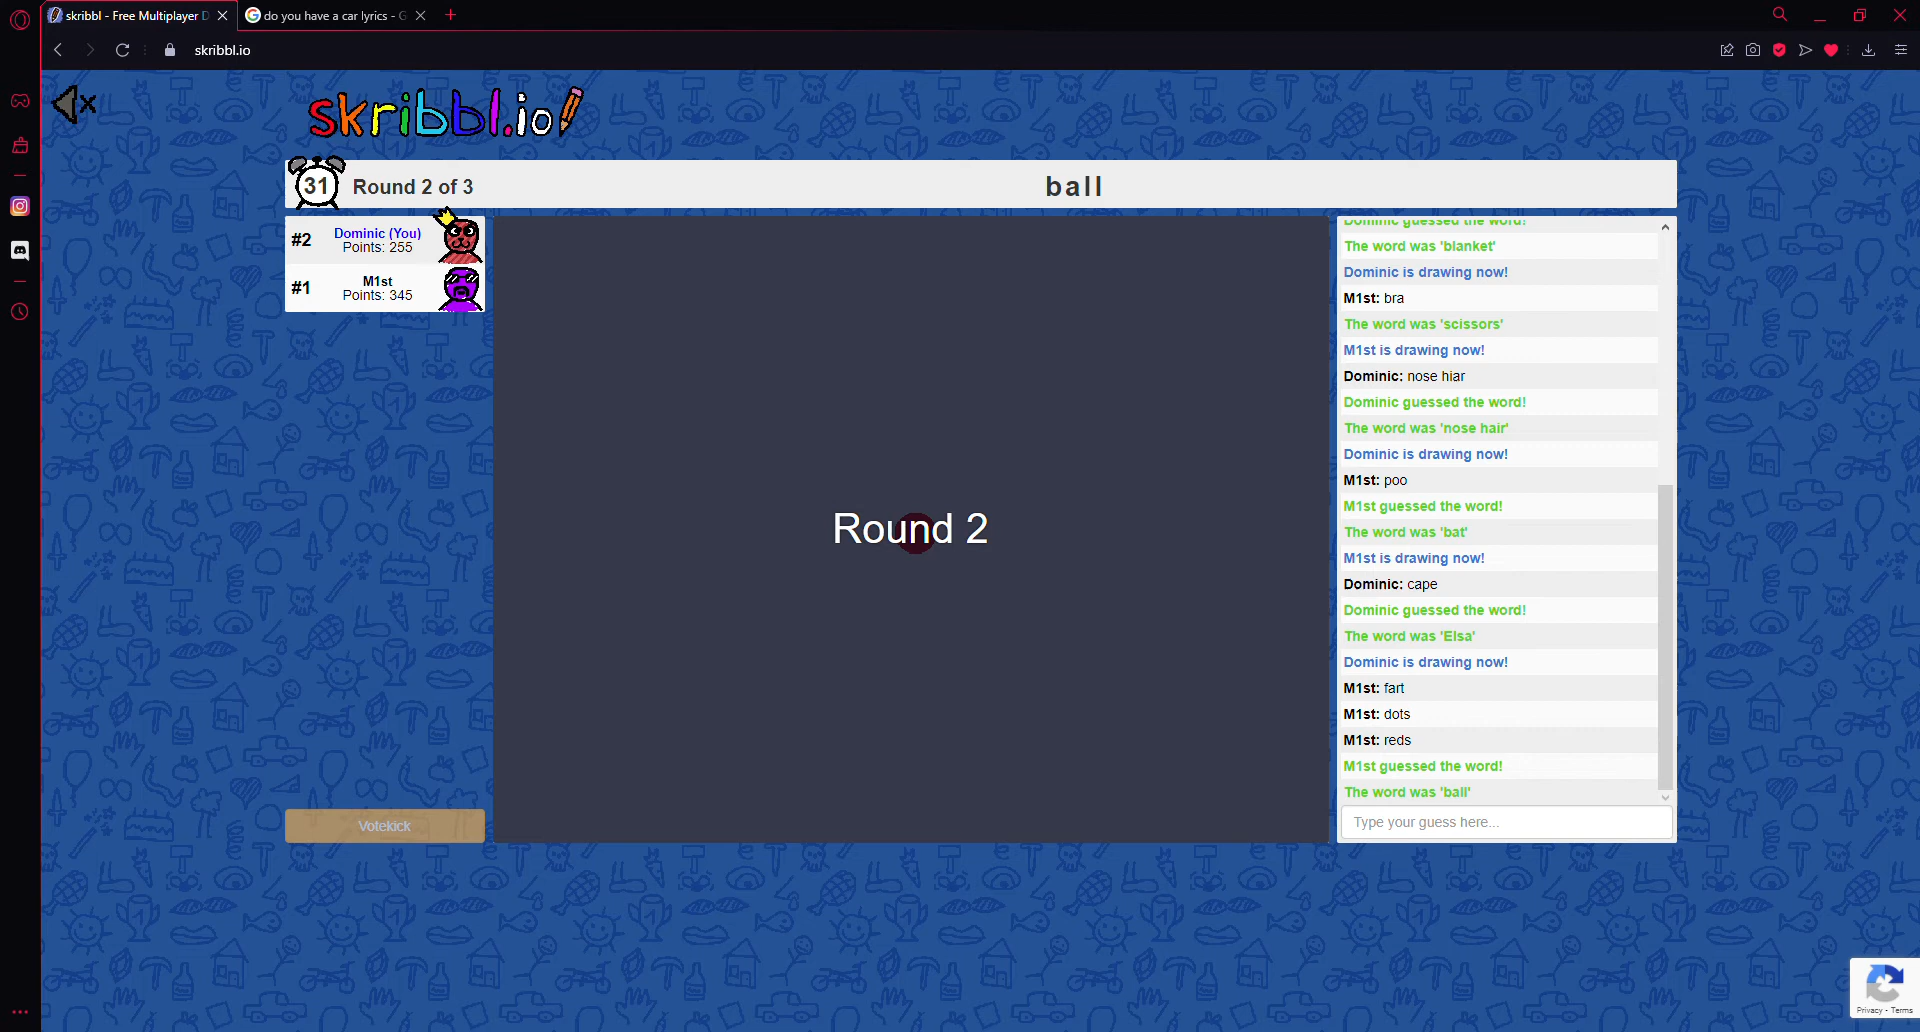 skribbl - Free Multiplayer D
do you have a car lyrics - G
skribbl.io
skribbl.io
31
Round 2 of 3
ball
#2
Dominic (You)
Points: 255
#1
M1st
Points: 345
Round 2
Votekick
Dominic guessed the word!
The word was 'blanket'
Dominic is drawing now!
M1st: bra
The word was 'scissors'
M1st is drawing now!
Dominic: nose hiar
Dominic guessed the word!
The word was 'nose hair'
Dominic is drawing now!
M1st: poo
M1st guessed the word!
The word was 'bat'
M1st is drawing now!
Dominic: cape
Dominic guessed the word!
The word was 'Elsa'
Dominic is drawing now!
M1st: fart
M1st: dots
M1st: reds
M1st guessed the word!
The word was 'ball'
Type your guess here...
Privacy - Terms